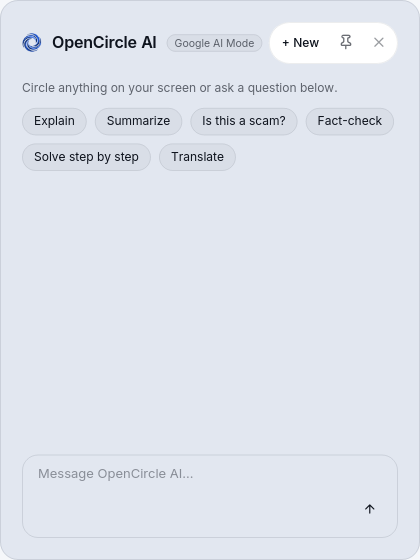 OpenCircle AI Google AI Mode + New
Circle anything on your screen or ask a question below.
Explain Summarize Is this a scam? Fact-check
Solve step by step Translate
Message OpenCircle AI...